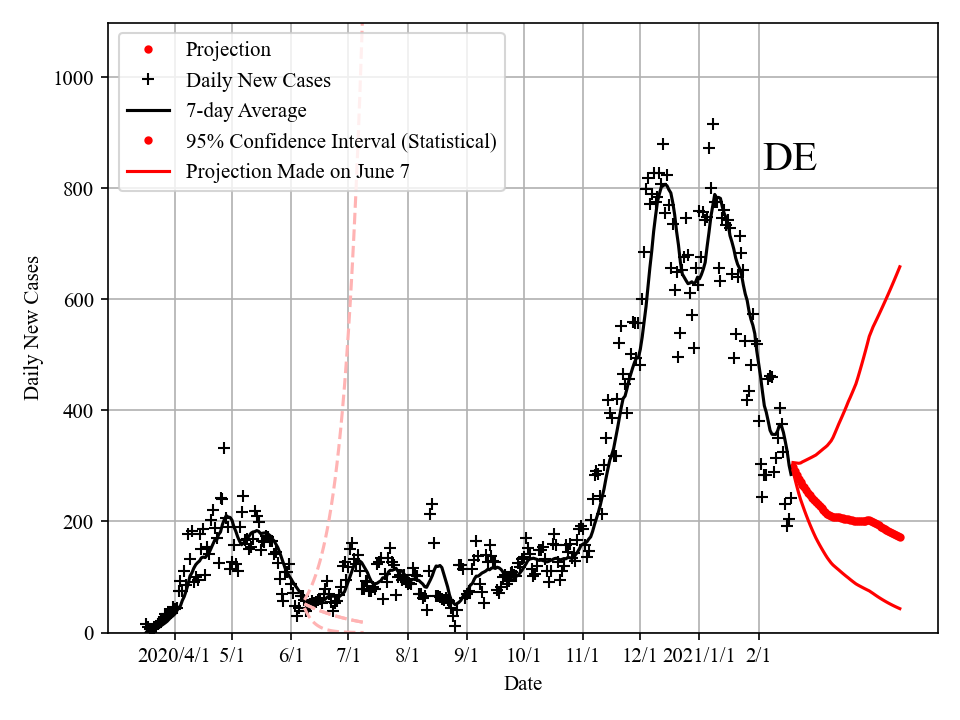 Projection
Daily New Cases
7-day Average
95% Confidence Interval (Statistical)
Projection Made on June 7
DE
Daily New Cases
1000
800
600
400
200
0
2020/4/1 5/1 6/1 7/1 8/1 9/1 10/1 11/1 12/1 2021/1/1 2/1
Date